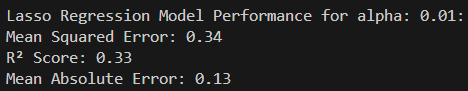 Lasso Regression Model Performance for alpha: 0.01:
Mean Squared Error: 0.34
R² Score: 0.33
Mean Absolute Error: 0.13